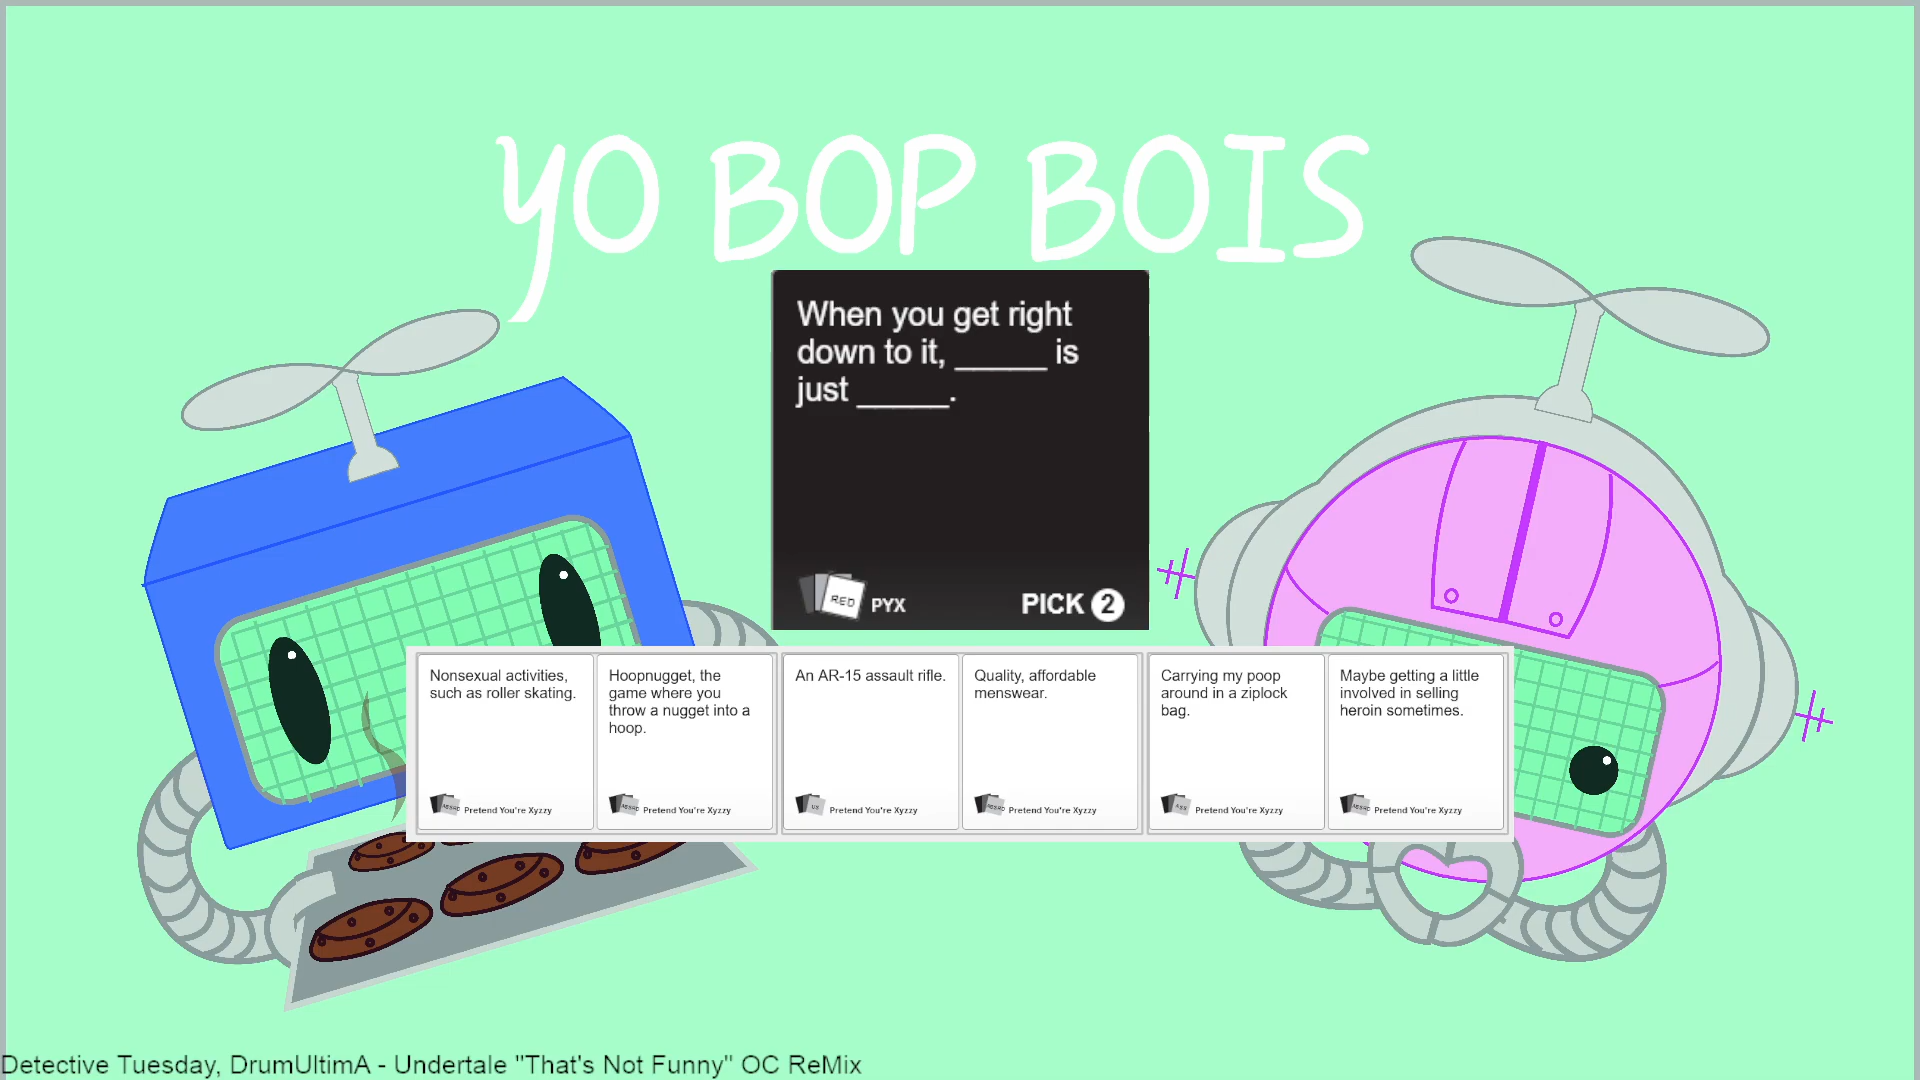 YO BOP BOIS
When you get right
down to it, ______ is
just ______.
RED
PYX
PICK 2
Nonsexual activities,
such as roller skating.
Pretend You're Xyzzy
Hoopnugget, the
game where you
throw a nugget into a
hoop.
Pretend You're Xyzzy
An AR-15 assault rifle.
US
Pretend You're Xyzzy
Quality, affordable
menswear.
Pretend You're Xyzzy
Carrying my poop
around in a ziplock
bag.
Pretend You're Xyzzy
Maybe getting a little
involved in selling
heroin sometimes.
Pretend You're Xyzzy
Detective Tuesday, DrumUltimA - Undertale "That's Not Funny" OC ReMix